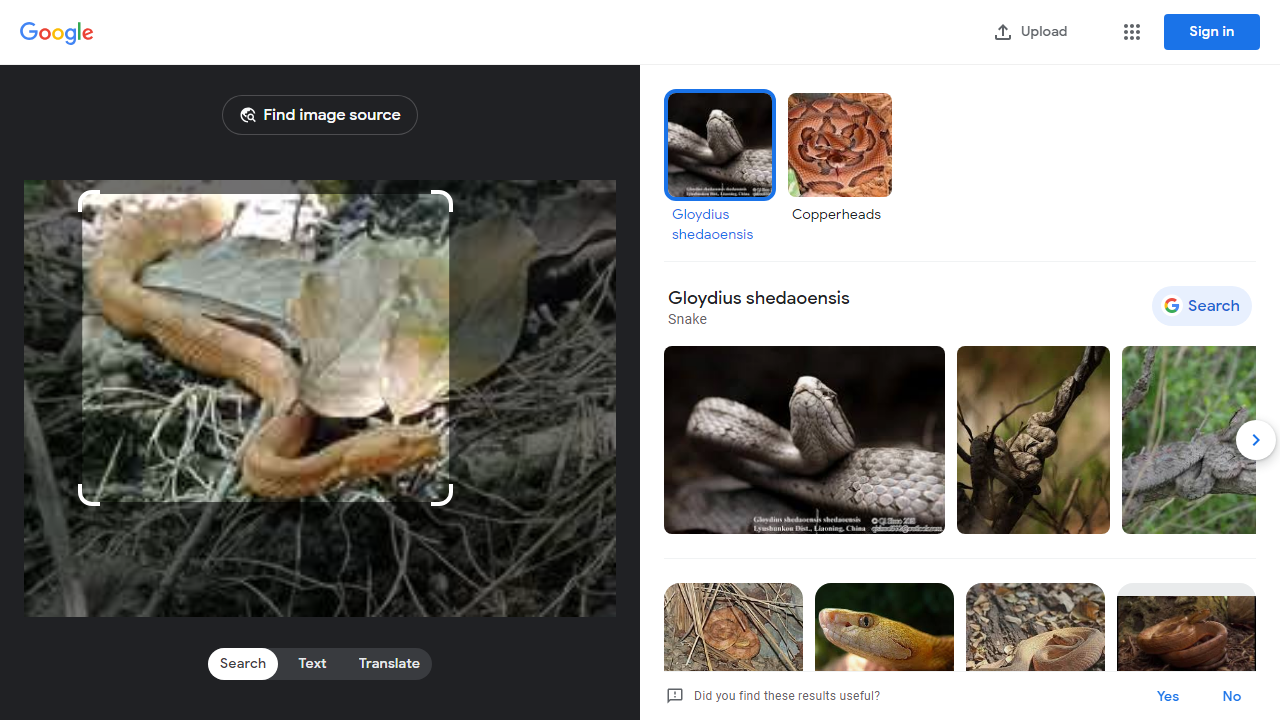 Google
Upload
Sign in
Find image source
Gloydius shedaoensis
Copperheads
Gloydius shedaoensis
Snake
Search
Gloydius shedaoensis shedaoensis
Lyushunkou Dist., Liaoning, China
Search
Text
Translate
Did you find these results useful?
Yes
No